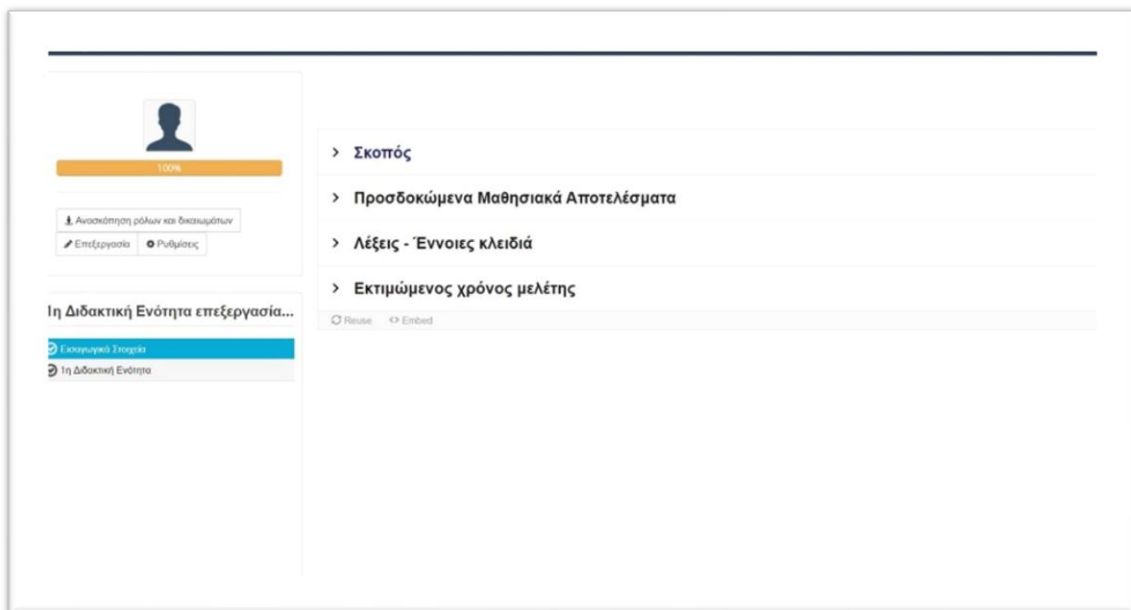 100%
Ανασκόπηση ρόλων και δικαιωμάτων
Επεξεργασία Ρυθμίσεις
1η Διδακτική Ενότητα επεξεργασία...
Εισαγωγικά Στοιχεία
1η Διδακτική Ενότητα
Σκοπός
Προσδοκώμενα Μαθησιακά Αποτελέσματα
Λέξεις - Έννοιες κλειδιά
Εκτιμώμενος χρόνος μελέτης
Reuse <> Embed